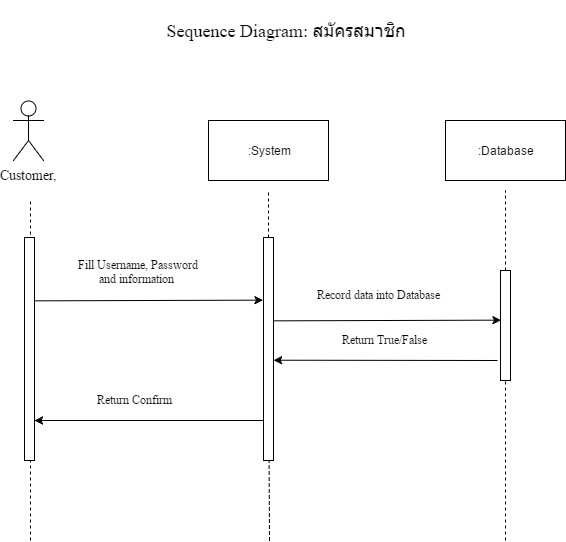 Sequence Diagram: สมัครสมาชิก
:System
:Database
Customer,
Fill Username, Password
and information
Record data into Database
Return True/False
Return Confirm